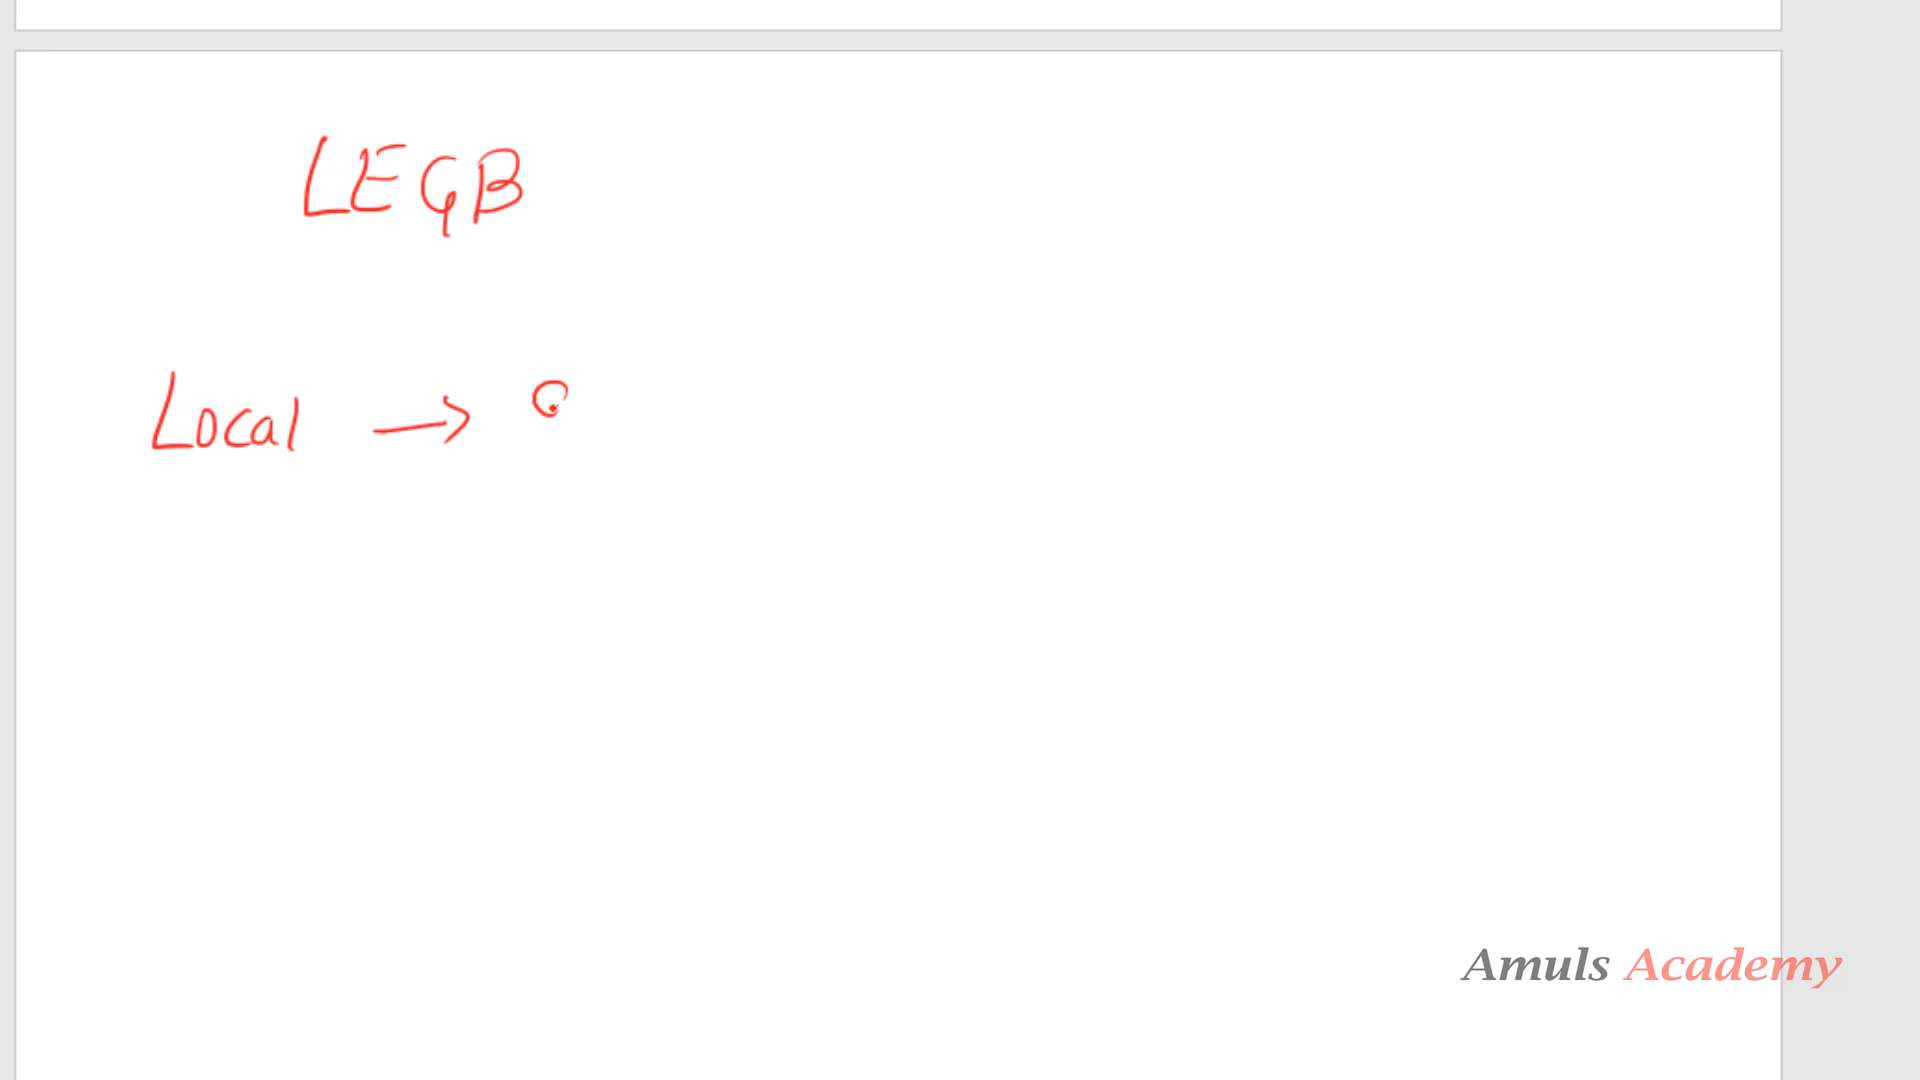 LEGB
Local →
Amuls Academy